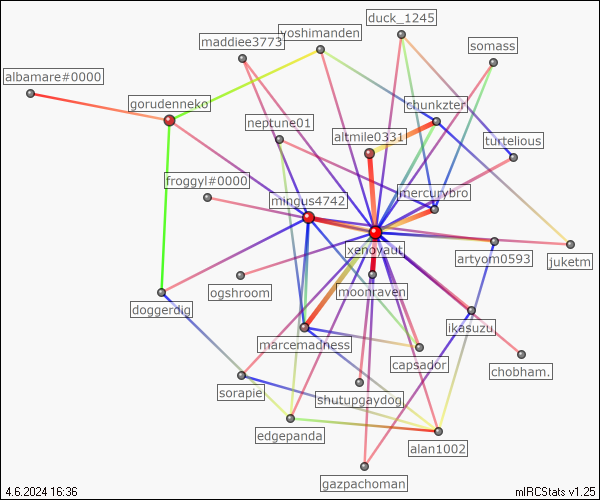 duck_1245
yoshimanden
maddiee3773
somass
albamare#0000
gorudenneko
chunkzter
neptune01
altmile0331
turtelious
froggyl#0000
mercurybro
mingus4742
xenovaut
artyom0593
juketm
ogshroom
moonraven
doggerdig
ikasuzu
marcemadness
capsador
chobham.
sorapie
shutupgaydog
edgepanda
alan1002
gazpachoman
4.6.2024 16:36
mIRCStats v1.25